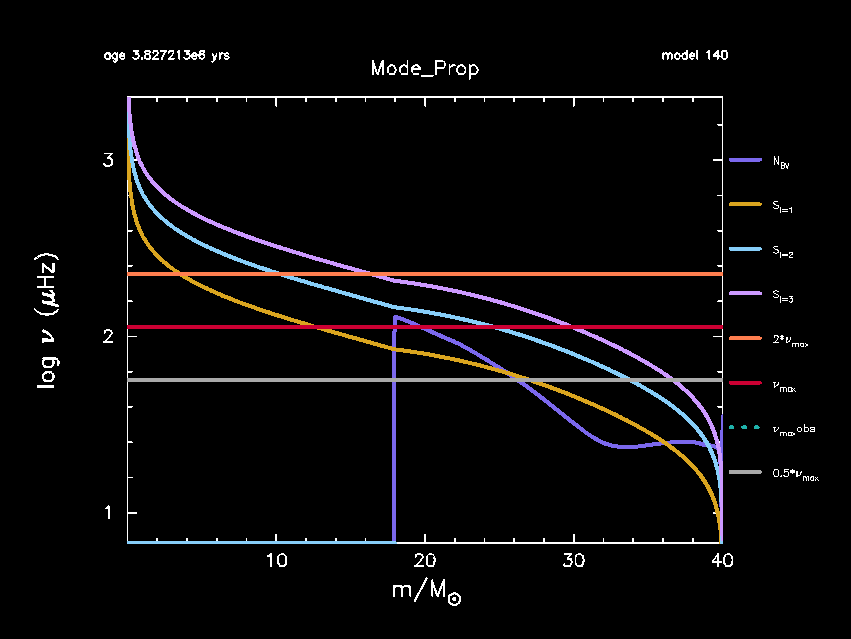 age 3.827213e6 yrs
model 140
Mode_Prop
log ν (μHz)
3
2
1
10
20
30
40
m/M☉
N_BV
S_l=1
S_l=2
S_l=3
2*ν_max
ν_max
ν_max obs
0.5*ν_max